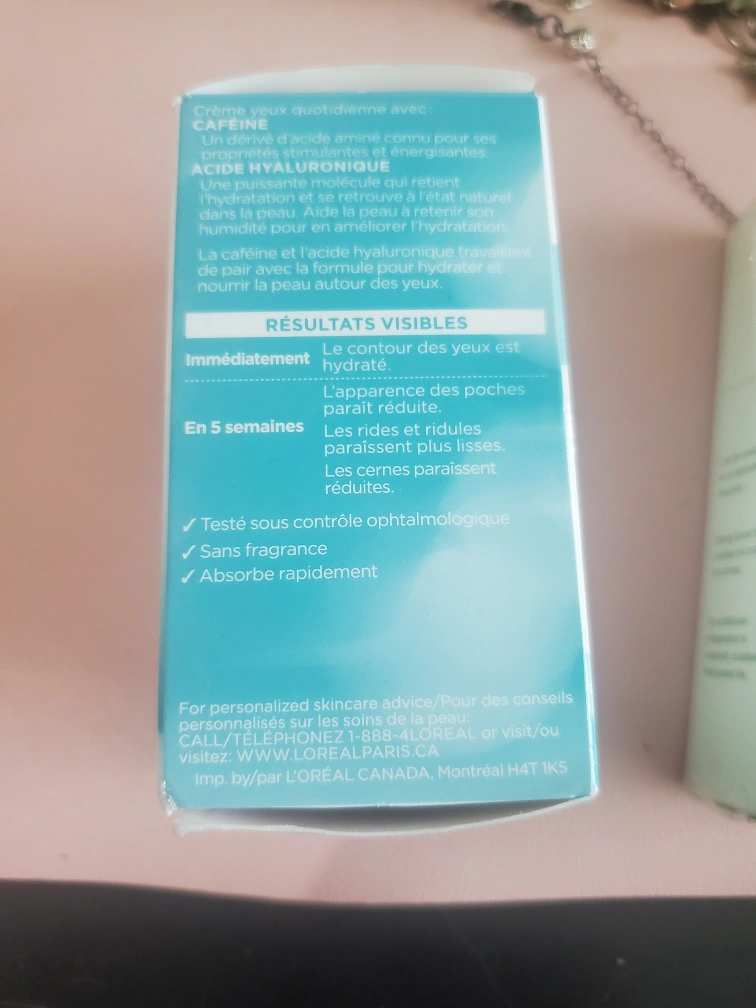 Crème yeux quotidienne avec:
CAFÉINE
Un dérivé d'acide aminé connu pour ses
propriétés stimulantes et énergisantes.
ACIDE HYALURONIQUE
Une puissante molécule qui retient
l'hydratation et se retrouve à l'état naturel
dans la peau. Aide la peau à retenir son
humidité pour en améliorer l'hydratation.
La caféine et l'acide hyaluronique travaillent
de pair avec la formule pour hydrater et
nourrir la peau autour des yeux.
RÉSULTATS VISIBLES
Immédiatement Le contour des yeux est
hydraté.
L'apparence des poches
paraît réduite.
En 5 semaines
Les rides et ridules
paraîssent plus lisses.
Les cernes paraîssent
réduites.
✓ Testé sous contrôle ophtalmologique
✓ Sans fragrance
✓ Absorbe rapidement
For personalized skincare advice/Pour des conseils
personnalisés sur les soins de la peau:
CALL/TÉLÉPHONEZ 1-888-4LOREAL or visit/ou
visitez: WWW.LOREALPARIS.CA
Imp. by/par L'ORÉAL CANADA, Montréal H4T 1K5